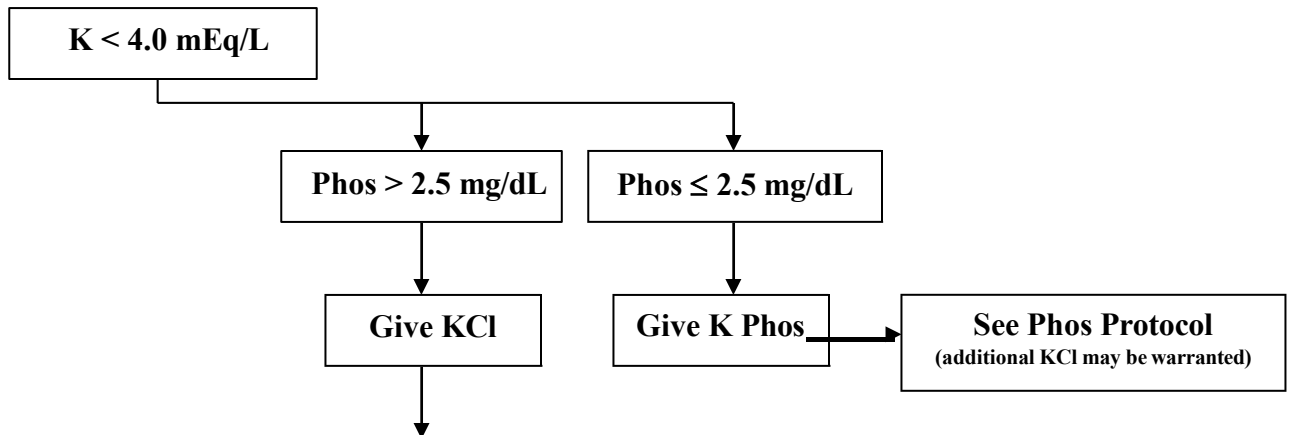 K < 4.0 mEq/L
Phos > 2.5 mg/dL
Phos ≤ 2.5 mg/dL
Give KCl
Give K Phos
See Phos Protocol
(additional KCl may be warranted)